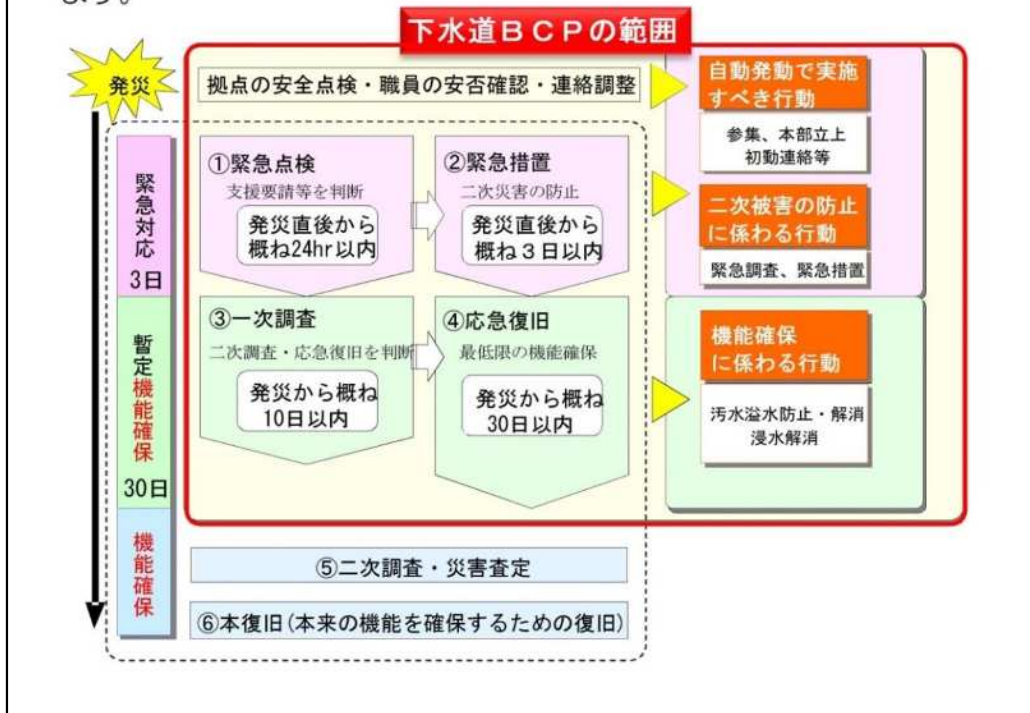 ます。
下水道ＢＣＰの範囲
発災
拠点の安全点検・職員の安否確認・連絡調整
自動発動で実施
すべき行動
参集、本部立上
初動連絡等
緊急対応
3日
①緊急点検
支援要請等を判断
発災直後から
概ね24hr以内
②緊急措置
二次災害の防止
発災直後から
概ね３日以内
二次被害の防止
に係わる行動
緊急調査、緊急措置
暫定機能確保
30日
③一次調査
二次調査・応急復旧を判断
発災から概ね
10日以内
④応急復旧
最低限の機能確保
発災から概ね
30日以内
機能確保
に係わる行動
汚水溢水防止・解消
浸水解消
機能確保
⑤二次調査・災害査定
⑥本復旧(本来の機能を確保するための復旧)